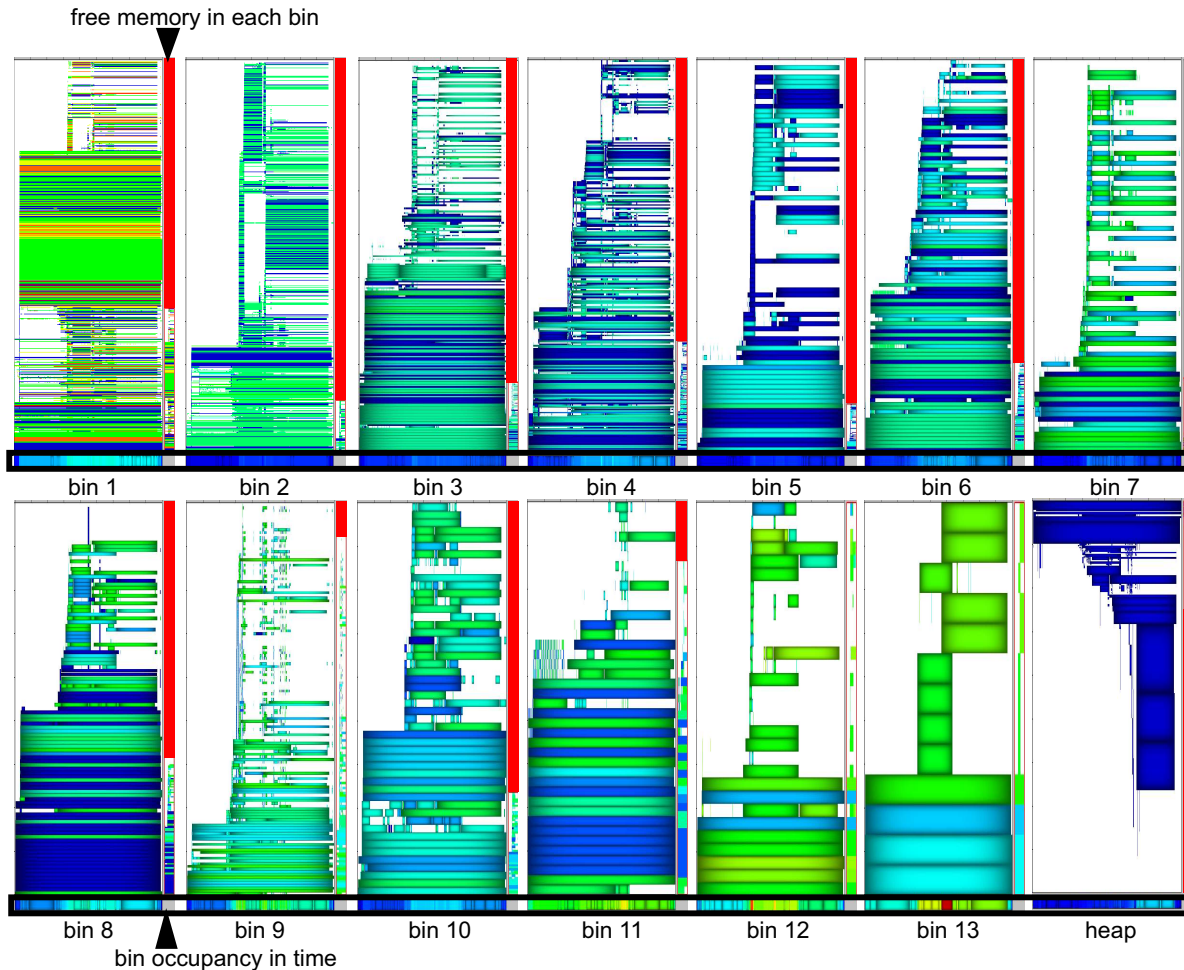 free memory in each bin
bin 1
bin 2
bin 3
bin 4
bin 5
bin 6
bin 7
bin 8
bin 9
bin 10
bin 11
bin 12
bin 13
heap
bin occupancy in time